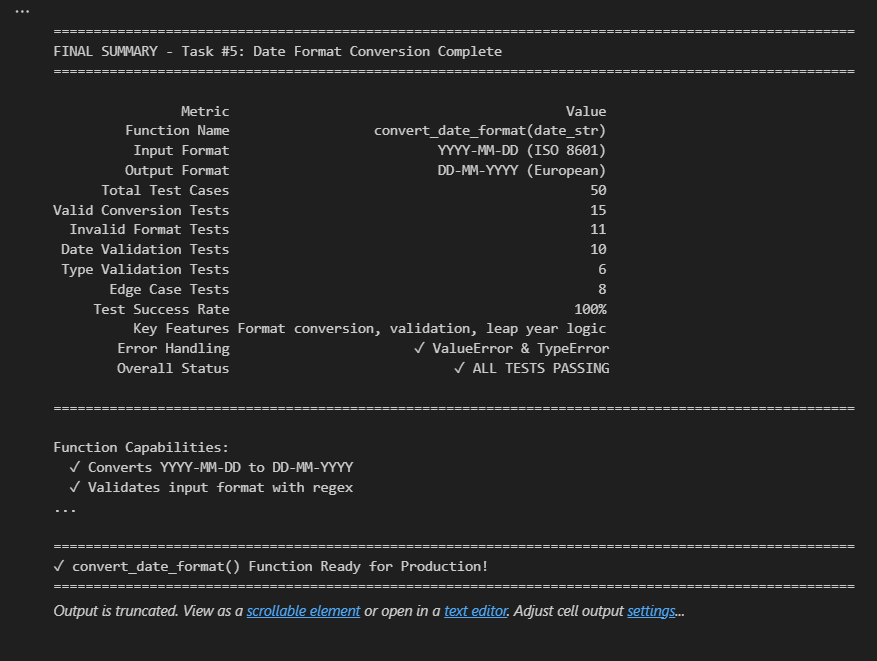 ...
====================================================================================================
FINAL SUMMARY - Task #5: Date Format Conversion Complete
====================================================================================================
Metric Value
Function Name convert_date_format(date_str)
Input Format YYYY-MM-DD (ISO 8601)
Output Format DD-MM-YYYY (European)
Total Test Cases 50
Valid Conversion Tests 15
Invalid Format Tests 11
Date Validation Tests 10
Type Validation Tests 6
Edge Case Tests 8
Test Success Rate 100%
Key Features Format conversion, validation, leap year logic
Error Handling ✓ ValueError & TypeError
Overall Status ✓ ALL TESTS PASSING
====================================================================================================
Function Capabilities:
✓ Converts YYYY-MM-DD to DD-MM-YYYY
✓ Validates input format with regex
...
====================================================================================================
✓ convert_date_format() Function Ready for Production!
====================================================================================================
Output is truncated. View as a scrollable element or open in a text editor. Adjust cell output settings...